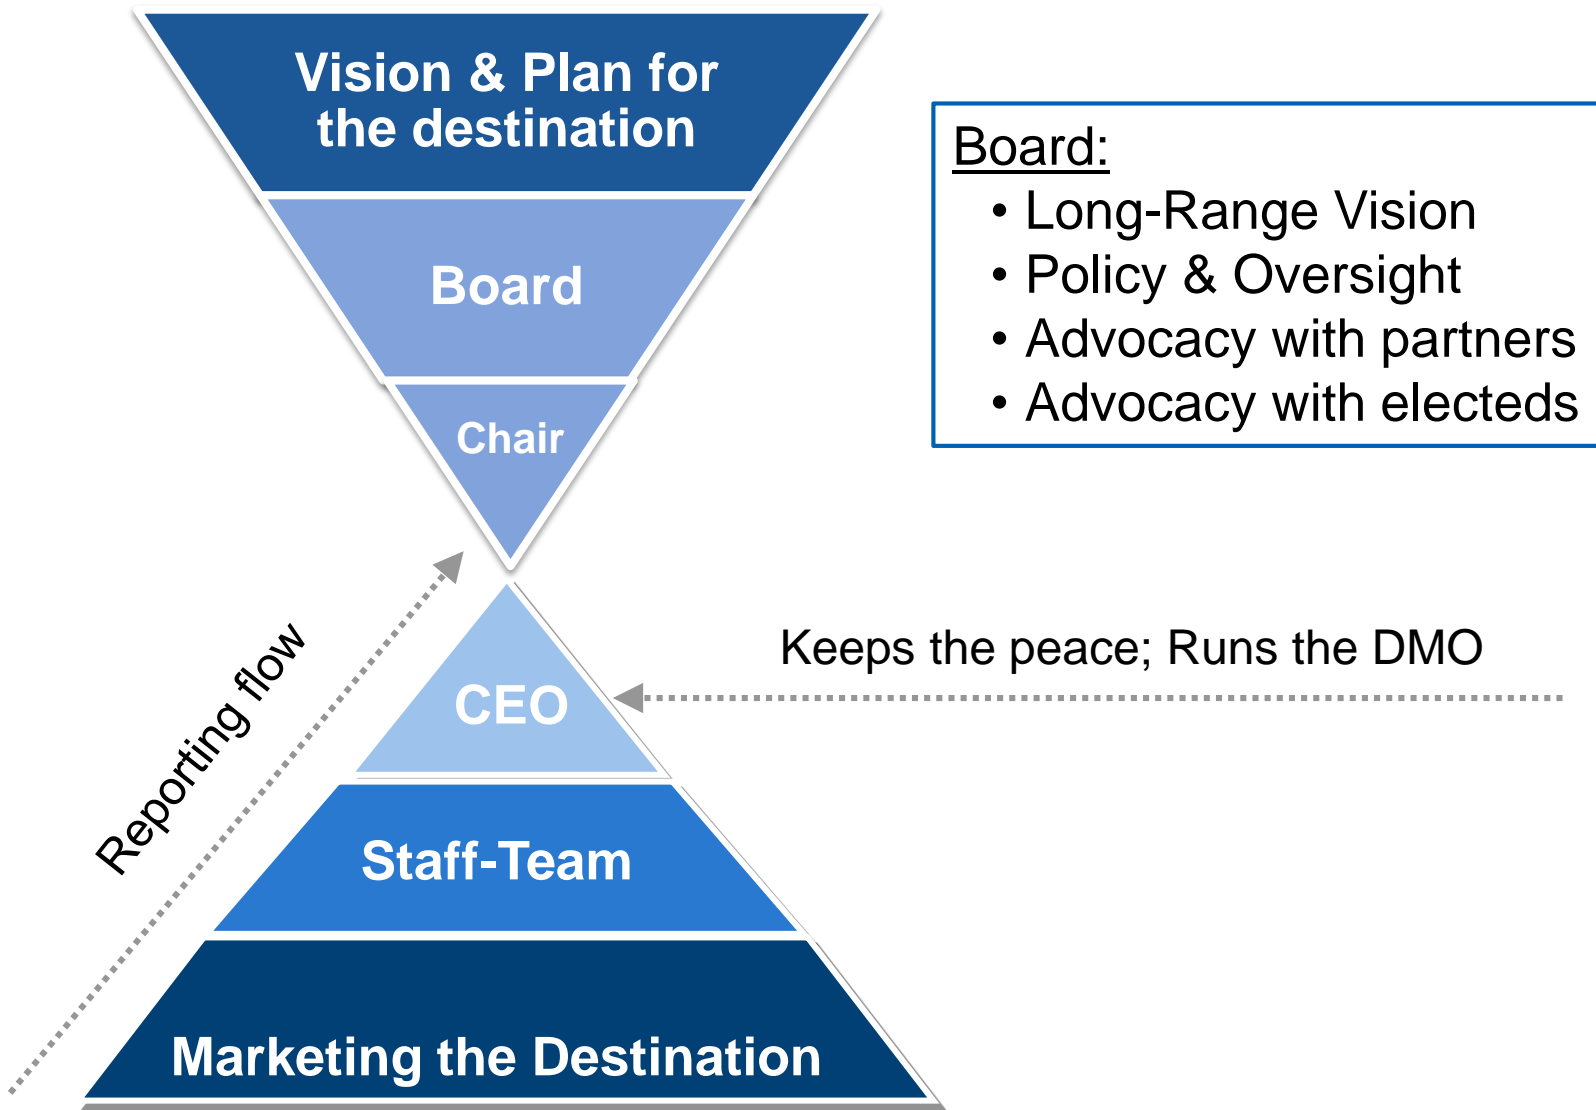 Vision & Plan for
the destination
Board
Chair
Board:
• Long-Range Vision
• Policy & Oversight
• Advocacy with partners
• Advocacy with electeds
Reporting flow
Keeps the peace; Runs the DMO
CEO
Staff-Team
Marketing the Destination